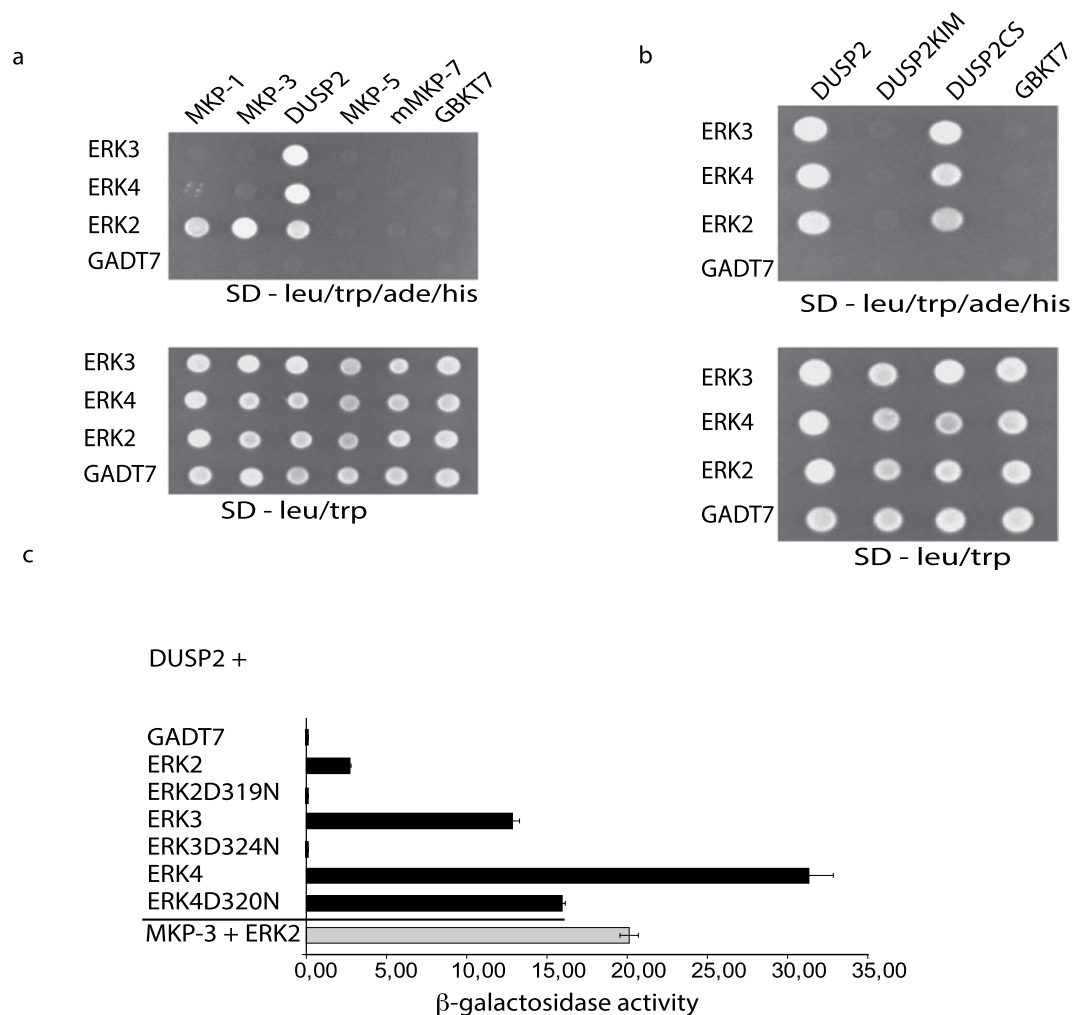 a
MKP-1 MKP-3 DUSP2 MKP-5 mMKP-7 GBKT7
ERK3
ERK4
ERK2
GADT7
SD - leu/trp/ade/his
ERK3
ERK4
ERK2
GADT7
SD - leu/trp
b
DUSP2 DUSP2KIM DUSP2CS GBKT7
ERK3
ERK4
ERK2
GADT7
SD - leu/trp/ade/his
ERK3
ERK4
ERK2
GADT7
SD - leu/trp
c
DUSP2 +
GADT7
ERK2
ERK2D319N
ERK3
ERK3D324N
ERK4
ERK4D320N
MKP-3 + ERK2
0,00 5,00 10,00 15,00 20,00 25,00 30,00 35,00
β-galactosidase activity